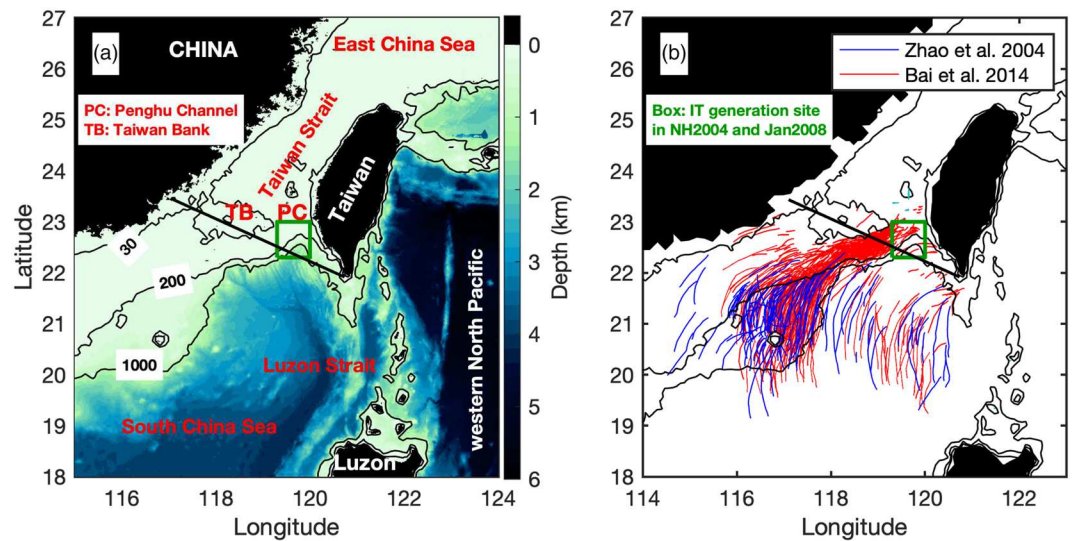 (a)
CHINA
East China Sea
PC: Penghu Channel
TB: Taiwan Bank
Taiwan Strait
Taiwan
TB
PC
30
200
1000
Luzon Strait
South China Sea
western North Pacific
Luzon
27
26
25
24
23
22
21
20
19
18
Latitude
116
118
120
122
124
Longitude
0
1
2
3
4
5
6
Depth (km)
(b)
Zhao et al. 2004
Bai et al. 2014
Box: IT generation site
in NH2004 and Jan2008
27
26
25
24
23
22
21
20
19
18
114
116
118
120
122
Longitude